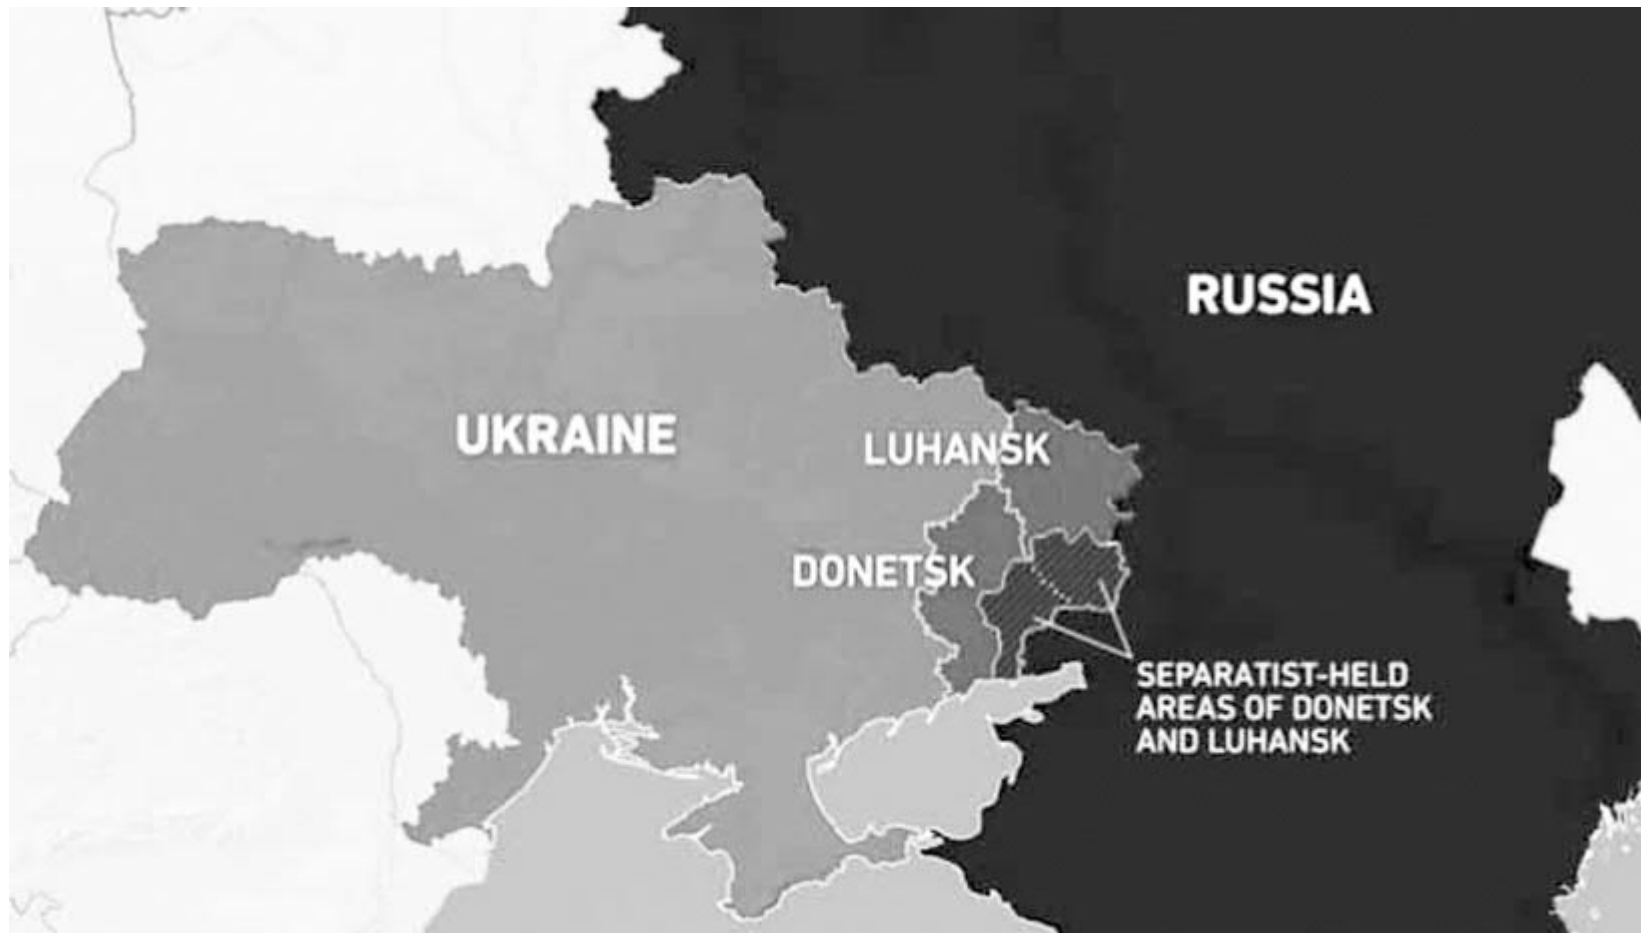 RUSSIA
UKRAINE
LUHANSK
DONETSK
SEPARATIST-HELD
AREAS OF DONETSK
AND LUHANSK